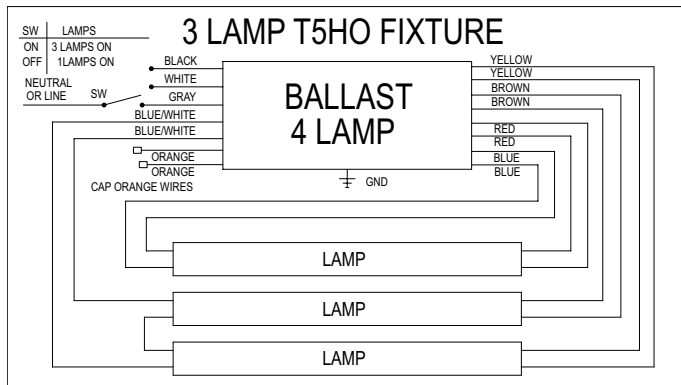 3 LAMP T5HO FIXTURE
SW LAMPS
ON 3 LAMPS ON
OFF 1LAMPS ON
NEUTRAL
OR LINE
SW
BLACK
WHITE
GRAY
BLUE/WHITE
BLUE/WHITE
ORANGE
ORANGE
CAP ORANGE WIRES
BALLAST
4 LAMP
GND
YELLOW
YELLOW
BROWN
BROWN
RED
RED
BLUE
BLUE
LAMP
LAMP
LAMP